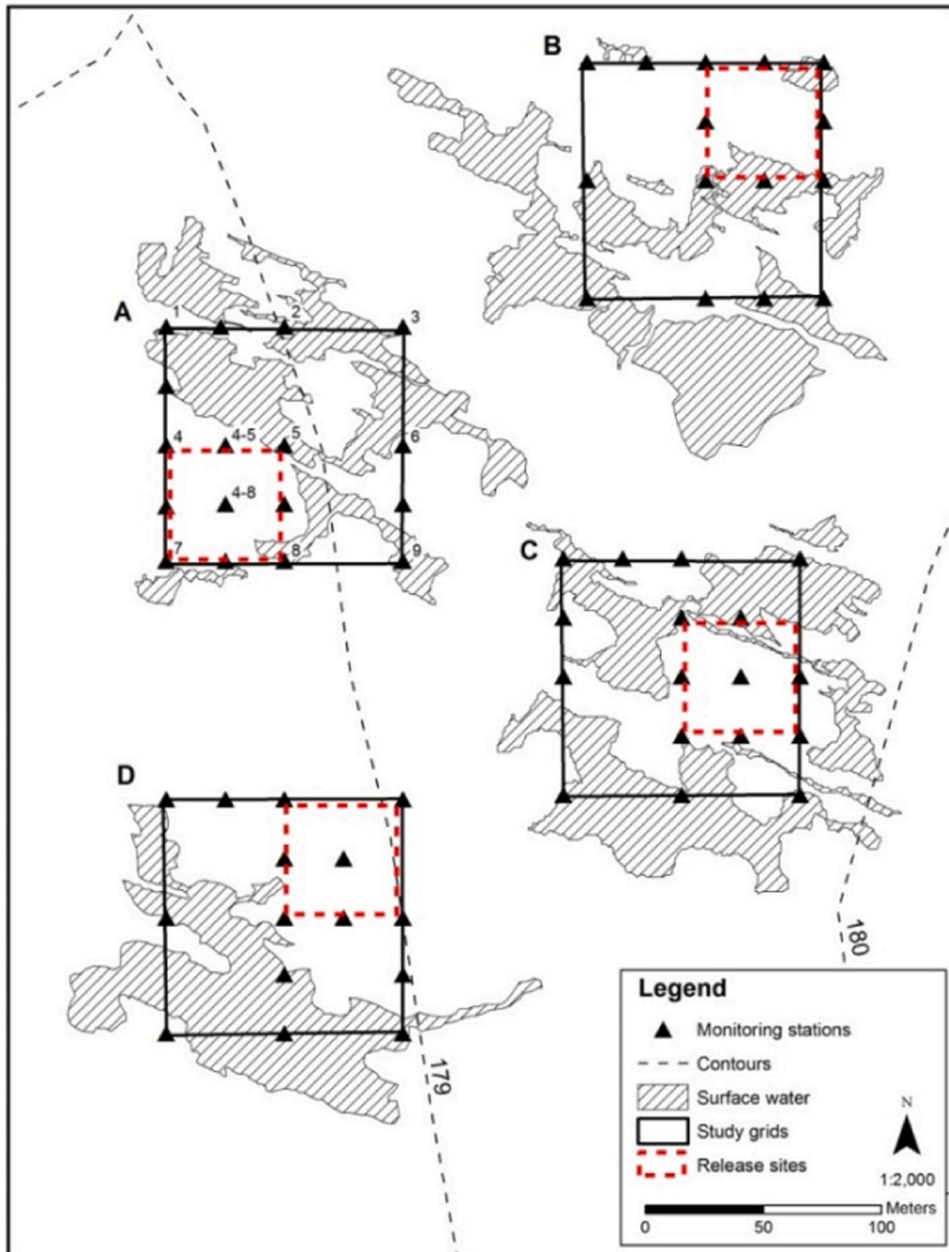 B
A
1
2
3
4
4-5
5
6
4-8
7
8
9
C
D
180
179
Legend
Monitoring stations
Contours
Surface water
Study grids
Release sites
N
1:2,000
Meters
0 50 100